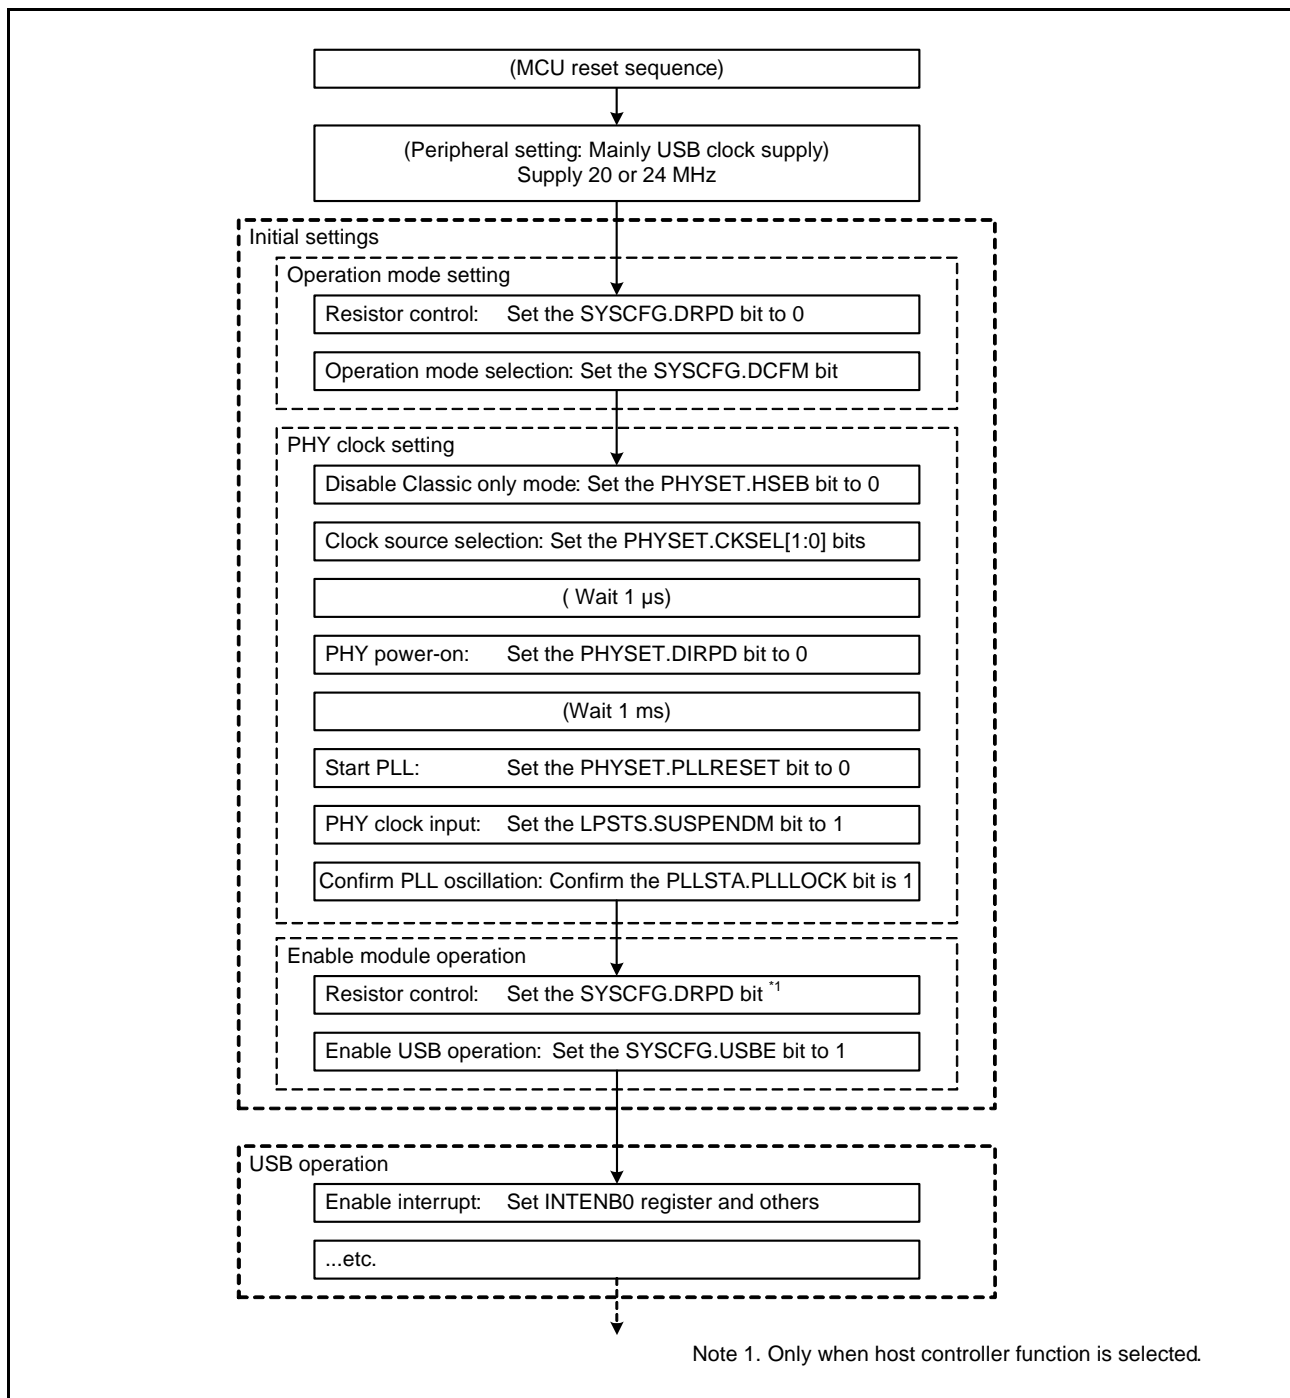 (MCU reset sequence)
(Peripheral setting: Mainly USB clock supply)
Supply 20 or 24 MHz
Initial settings
Operation mode setting
Resistor control: Set the SYSCFG.DRPD bit to 0
Operation mode selection: Set the SYSCFG.DCFM bit
PHY clock setting
Disable Classic only mode: Set the PHYSET.HSEB bit to 0
Clock source selection: Set the PHYSET.CKSEL[1:0] bits
( Wait 1 µs)
PHY power-on: Set the PHYSET.DIRPD bit to 0
(Wait 1 ms)
Start PLL: Set the PHYSET.PLLRESET bit to 0
PHY clock input: Set the LPSTS.SUSPENDM bit to 1
Confirm PLL oscillation: Confirm the PLLSTA.PLLLOCK bit is 1
Enable module operation
Resistor control: Set the SYSCFG.DRPD bit *1
Enable USB operation: Set the SYSCFG.USBE bit to 1
USB operation
Enable interrupt: Set INTENB0 register and others
...etc.
Note 1. Only when host controller function is selected.